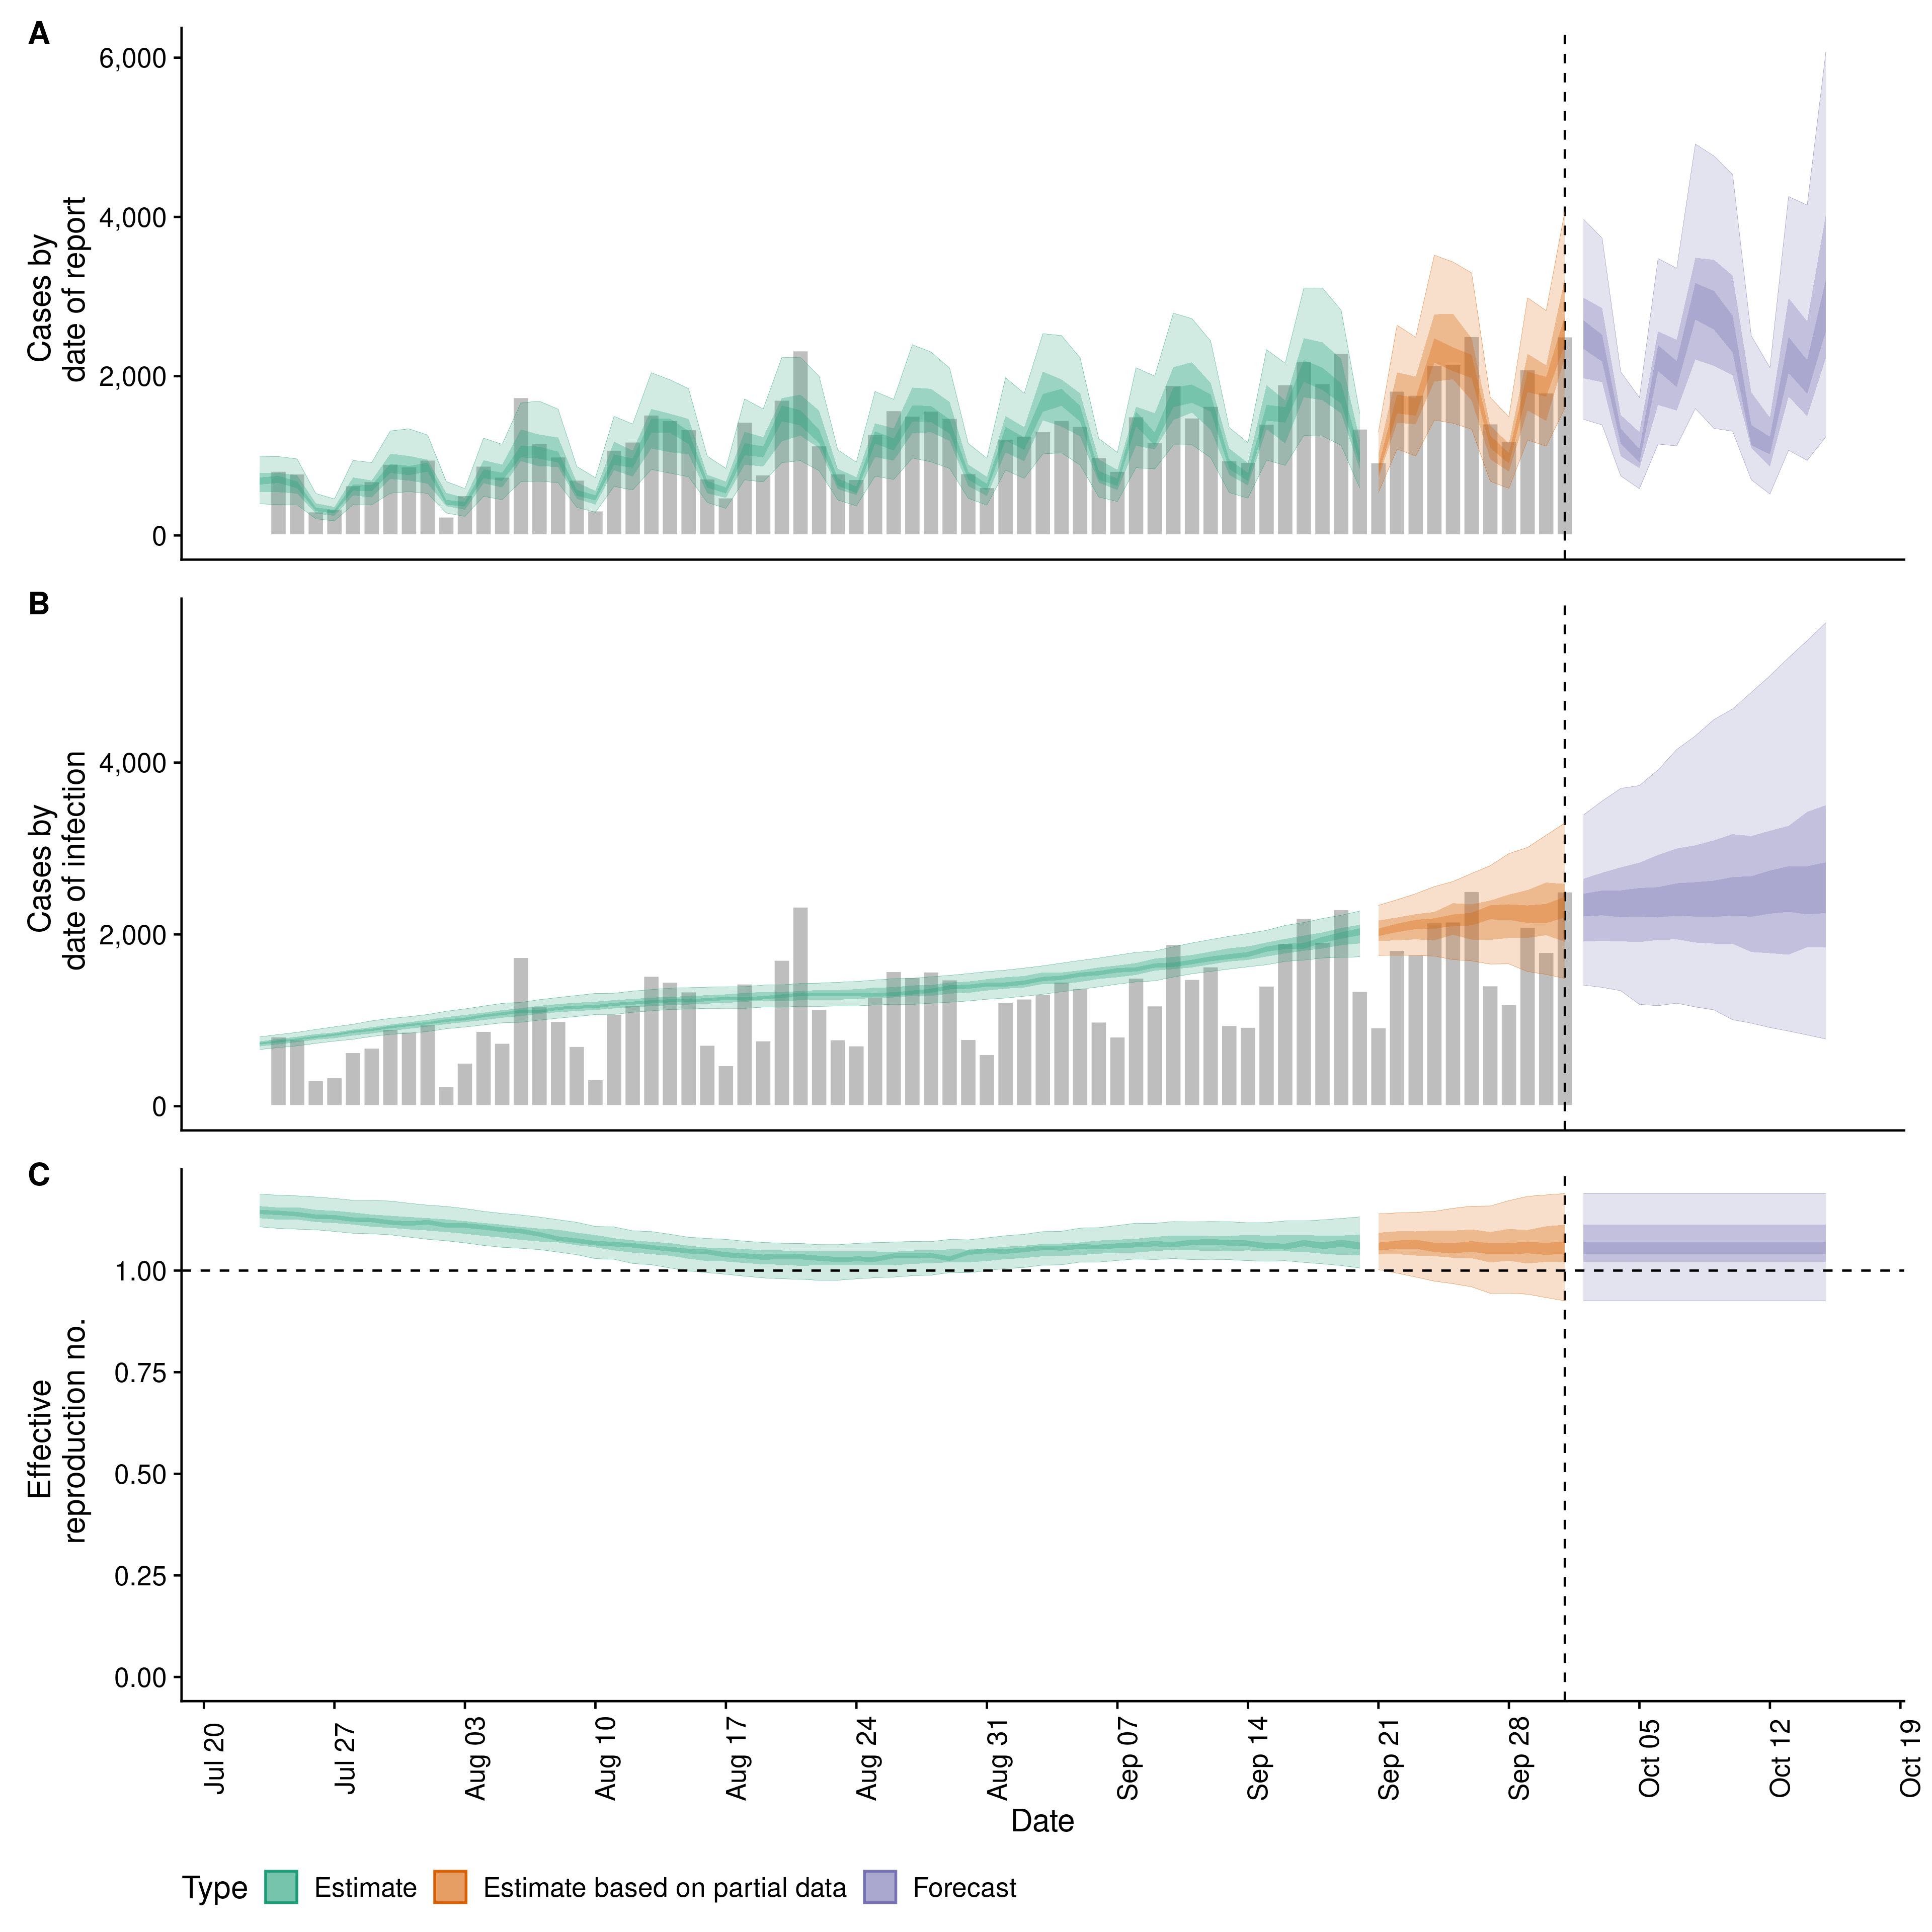 A
6,000
4,000
2,000
0
Cases by
date of report
B
4,000
2,000
0
Cases by
date of infection
C
1.00
0.75
0.50
0.25
0.00
Effective
reproduction no.
Jul 20
Jul 27
Aug 03
Aug 10
Aug 17
Aug 24
Aug 31
Sep 07
Sep 14
Sep 21
Sep 28
Oct 05
Oct 12
Oct 19
Date
Type Estimate Estimate based on partial data Forecast